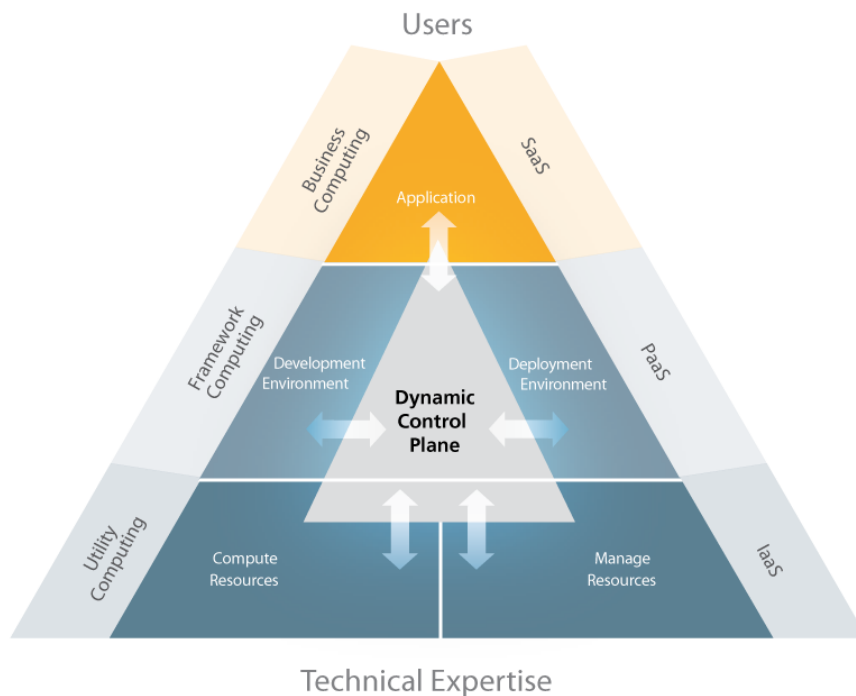 Users
Business
Computing
SaaS
Application
Framework
Computing
PaaS
Development
Environment
Deployment
Environment
Dynamic
Control
Plane
Utility
Computing
IaaS
Compute
Resources
Manage
Resources
Technical Expertise